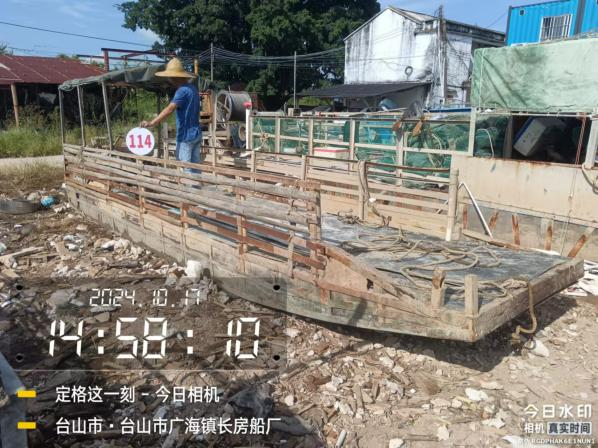 114
2024.10.17
14:58:10
定格这一刻 - 今日相机
台山市·台山市广海镇长房船厂
今日水印
相机 真实时间